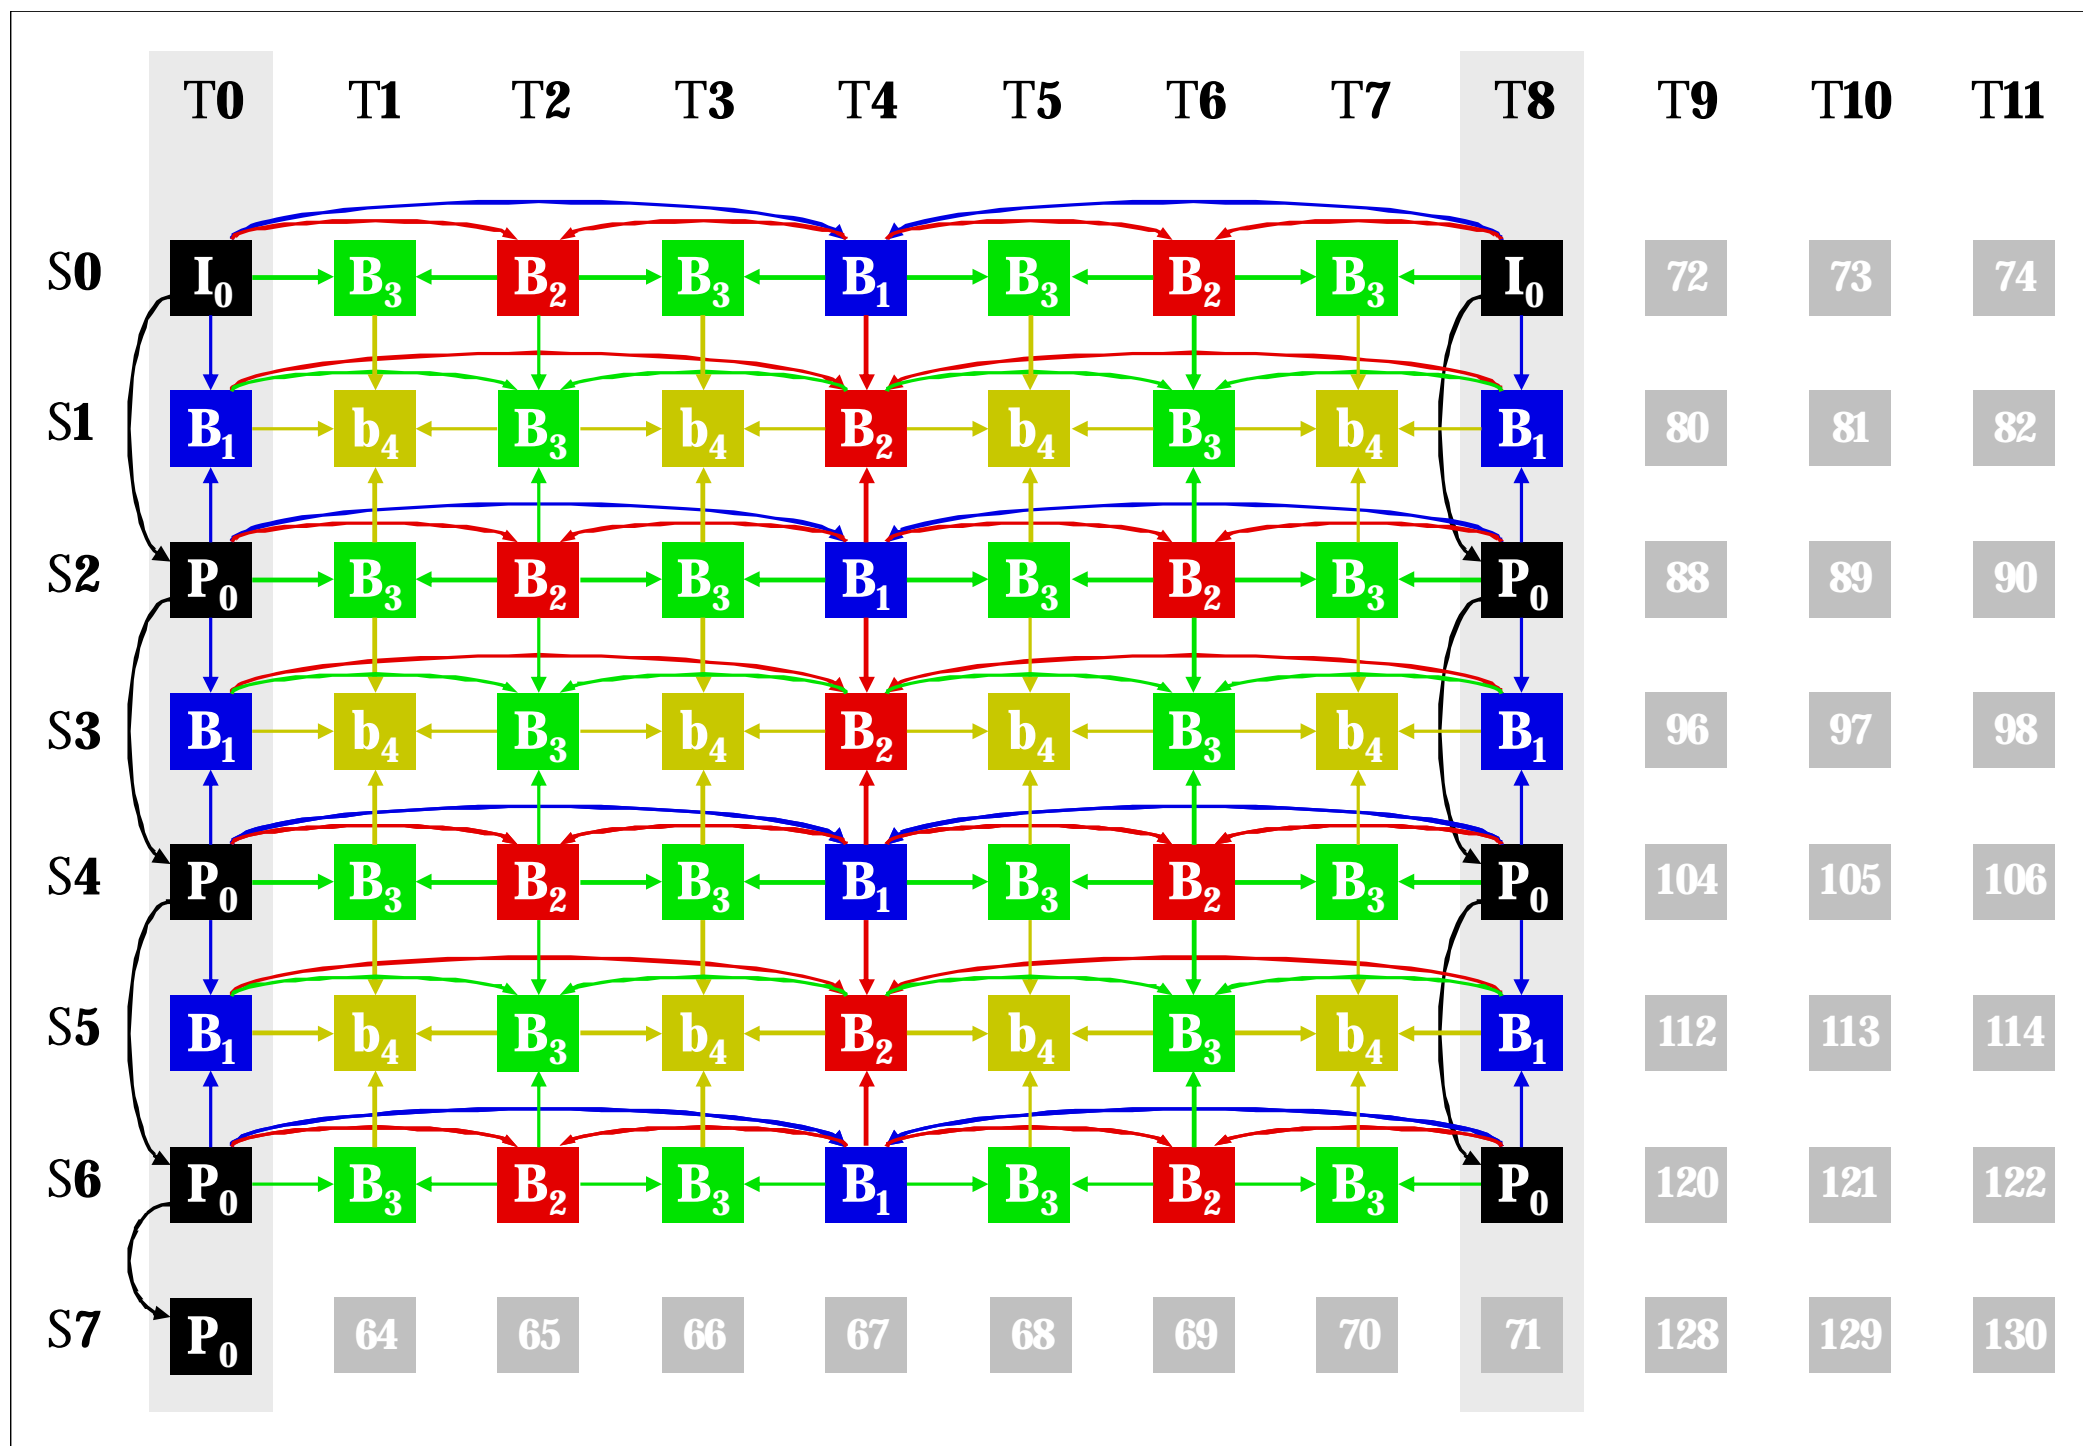 T0 T1 T2 T3 T4 T5 T6 T7 T8 T9 T10 T11
S0 I0 B3 B2 B3 B1 B3 B2 B3 I0 72 73 74
S1 B1 b4 B3 b4 B2 b4 B3 b4 B1 80 81 82
S2 P0 B3 B2 B3 B1 B3 B2 B3 P0 88 89 90
S3 B1 b4 B3 b4 B2 b4 B3 b4 B1 96 97 98
S4 P0 B3 B2 B3 B1 B3 B2 B3 P0 104 105 106
S5 B1 b4 B3 b4 B2 b4 B3 b4 B1 112 113 114
S6 P0 B3 B2 B3 B1 B3 B2 B3 P0 120 121 122
S7 P0 64 65 66 67 68 69 70 71 128 129 130